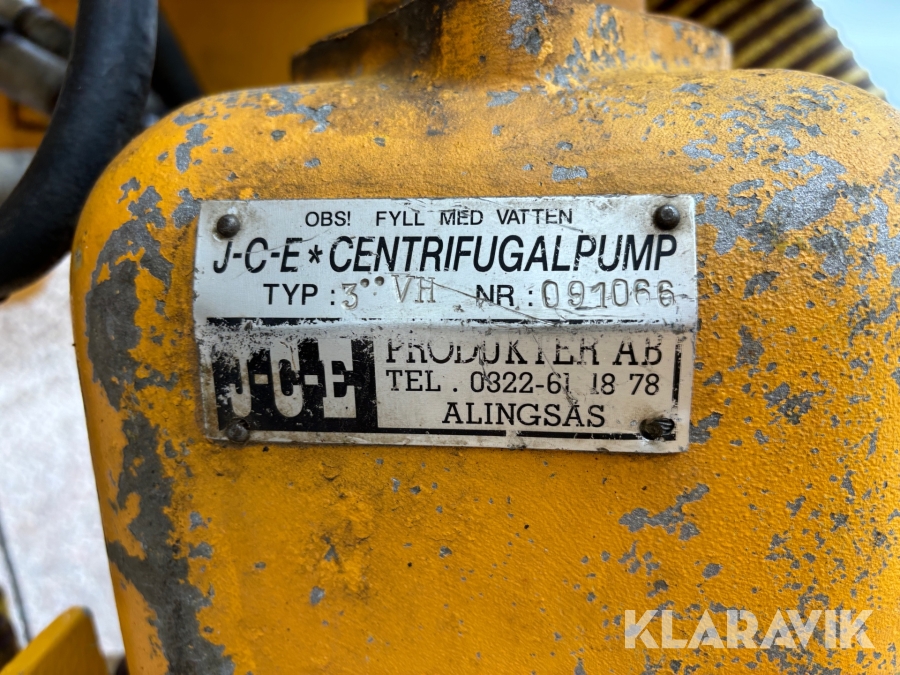 OBS! FYLL MED VATTEN
J-C-E * CENTRIFUGALPUMP
TYP : 3" VH NR : 091066
J-C-E
PRODUKTER AB
TEL . 0322-61 18 78
ALINGSÅS
KLARAVIK